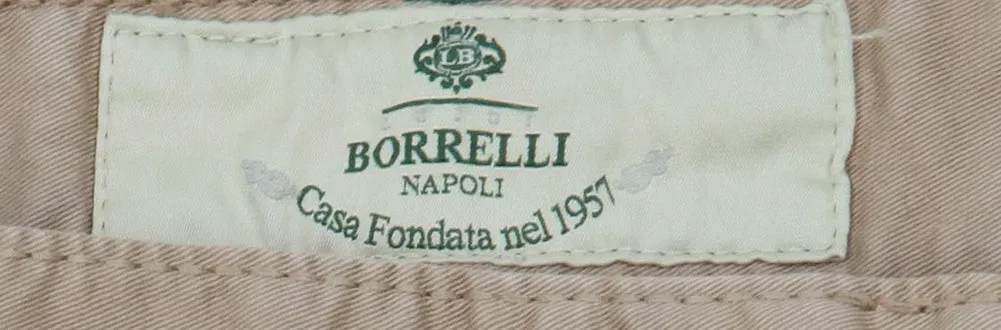 LB
BORRELLI
NAPOLI
Casa Fondata nel 1957